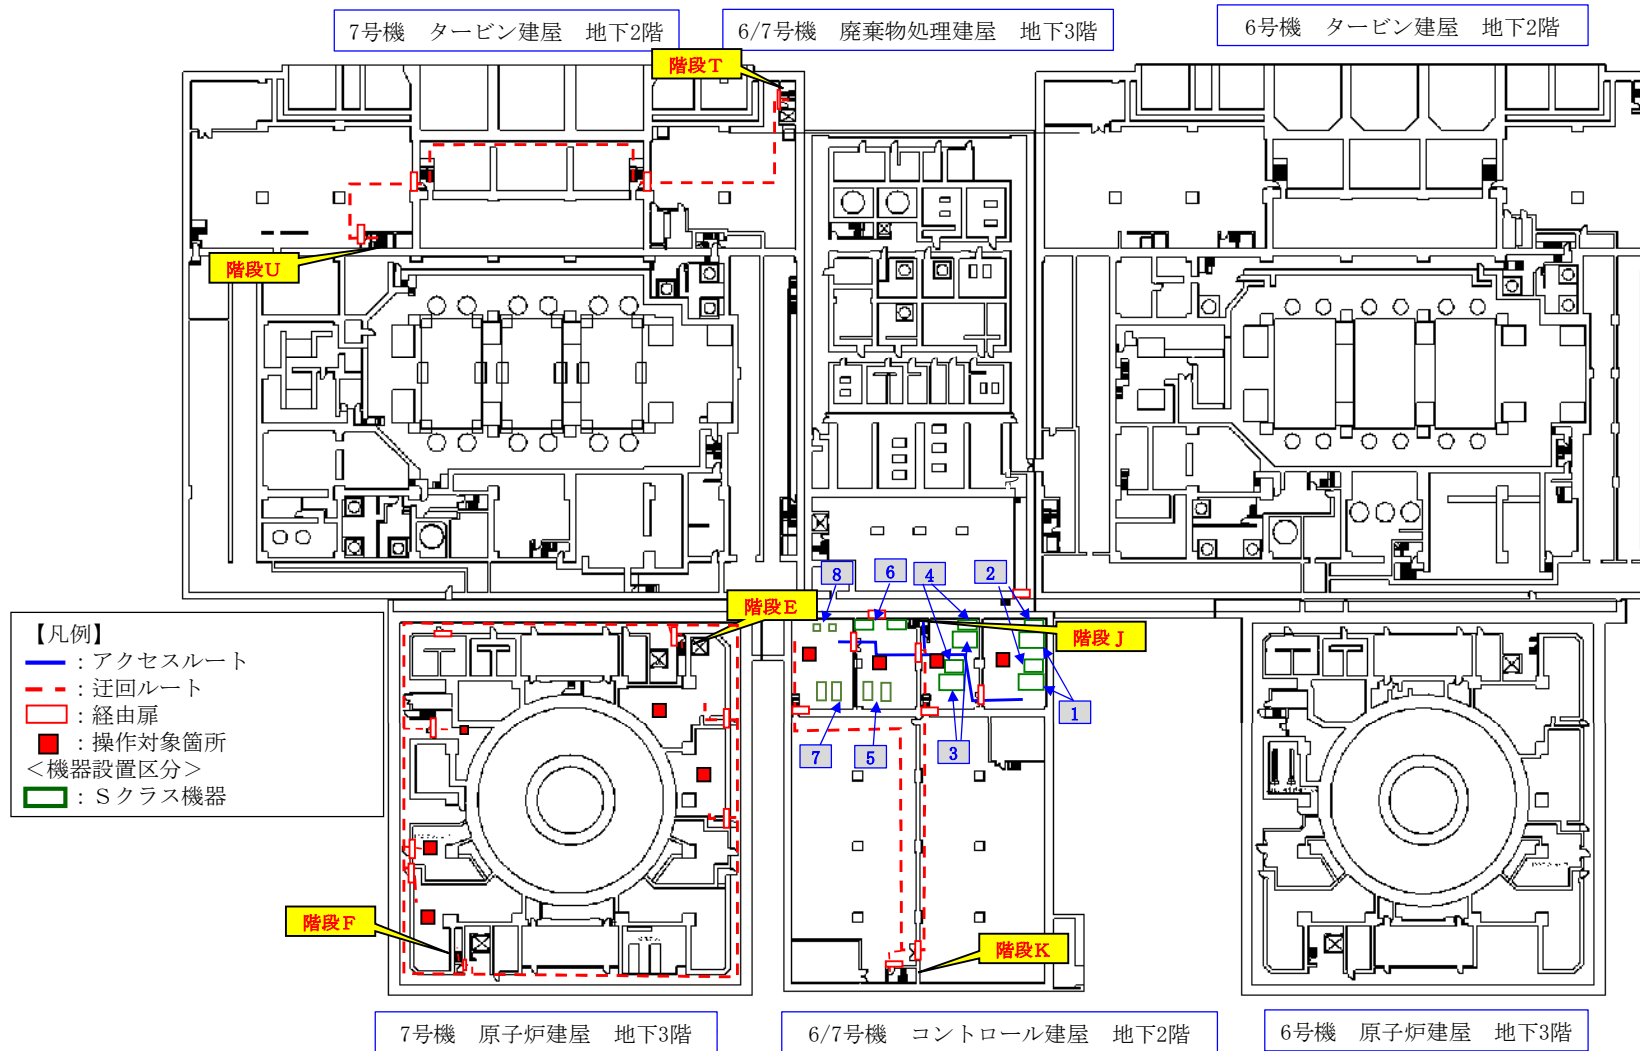 7号機　タービン建屋　地下2階
6/7号機　廃棄物処理建屋　地下3階
6号機　タービン建屋　地下2階
階段T
階段U
8
6
4
2
階段E
階段J
【凡例】
：アクセスルート
：迂回ルート
：経由扉
：操作対象箇所
＜機器設置区分＞
：Ｓクラス機器
1
7
5
3
階段F
階段K
7号機　原子炉建屋　地下3階
6/7号機　コントロール建屋　地下2階
6号機　原子炉建屋　地下3階